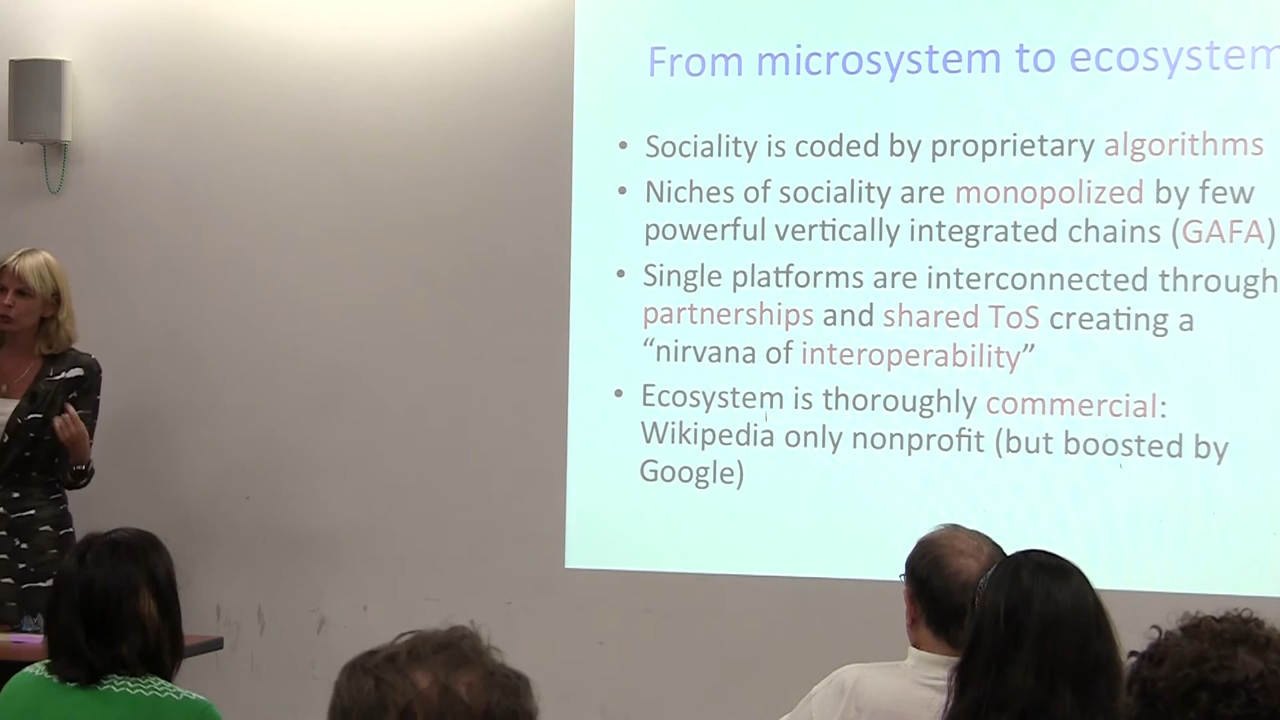 From microsystem to ecosystem
• Sociality is coded by proprietary algorithms
• Niches of sociality are monopolized by few
powerful vertically integrated chains (GAFA)
• Single platforms are interconnected through
partnerships and shared ToS creating a
“nirvana of interoperability”
• Ecosystem is thoroughly commercial:
Wikipedia only nonprofit (but boosted by
Google)